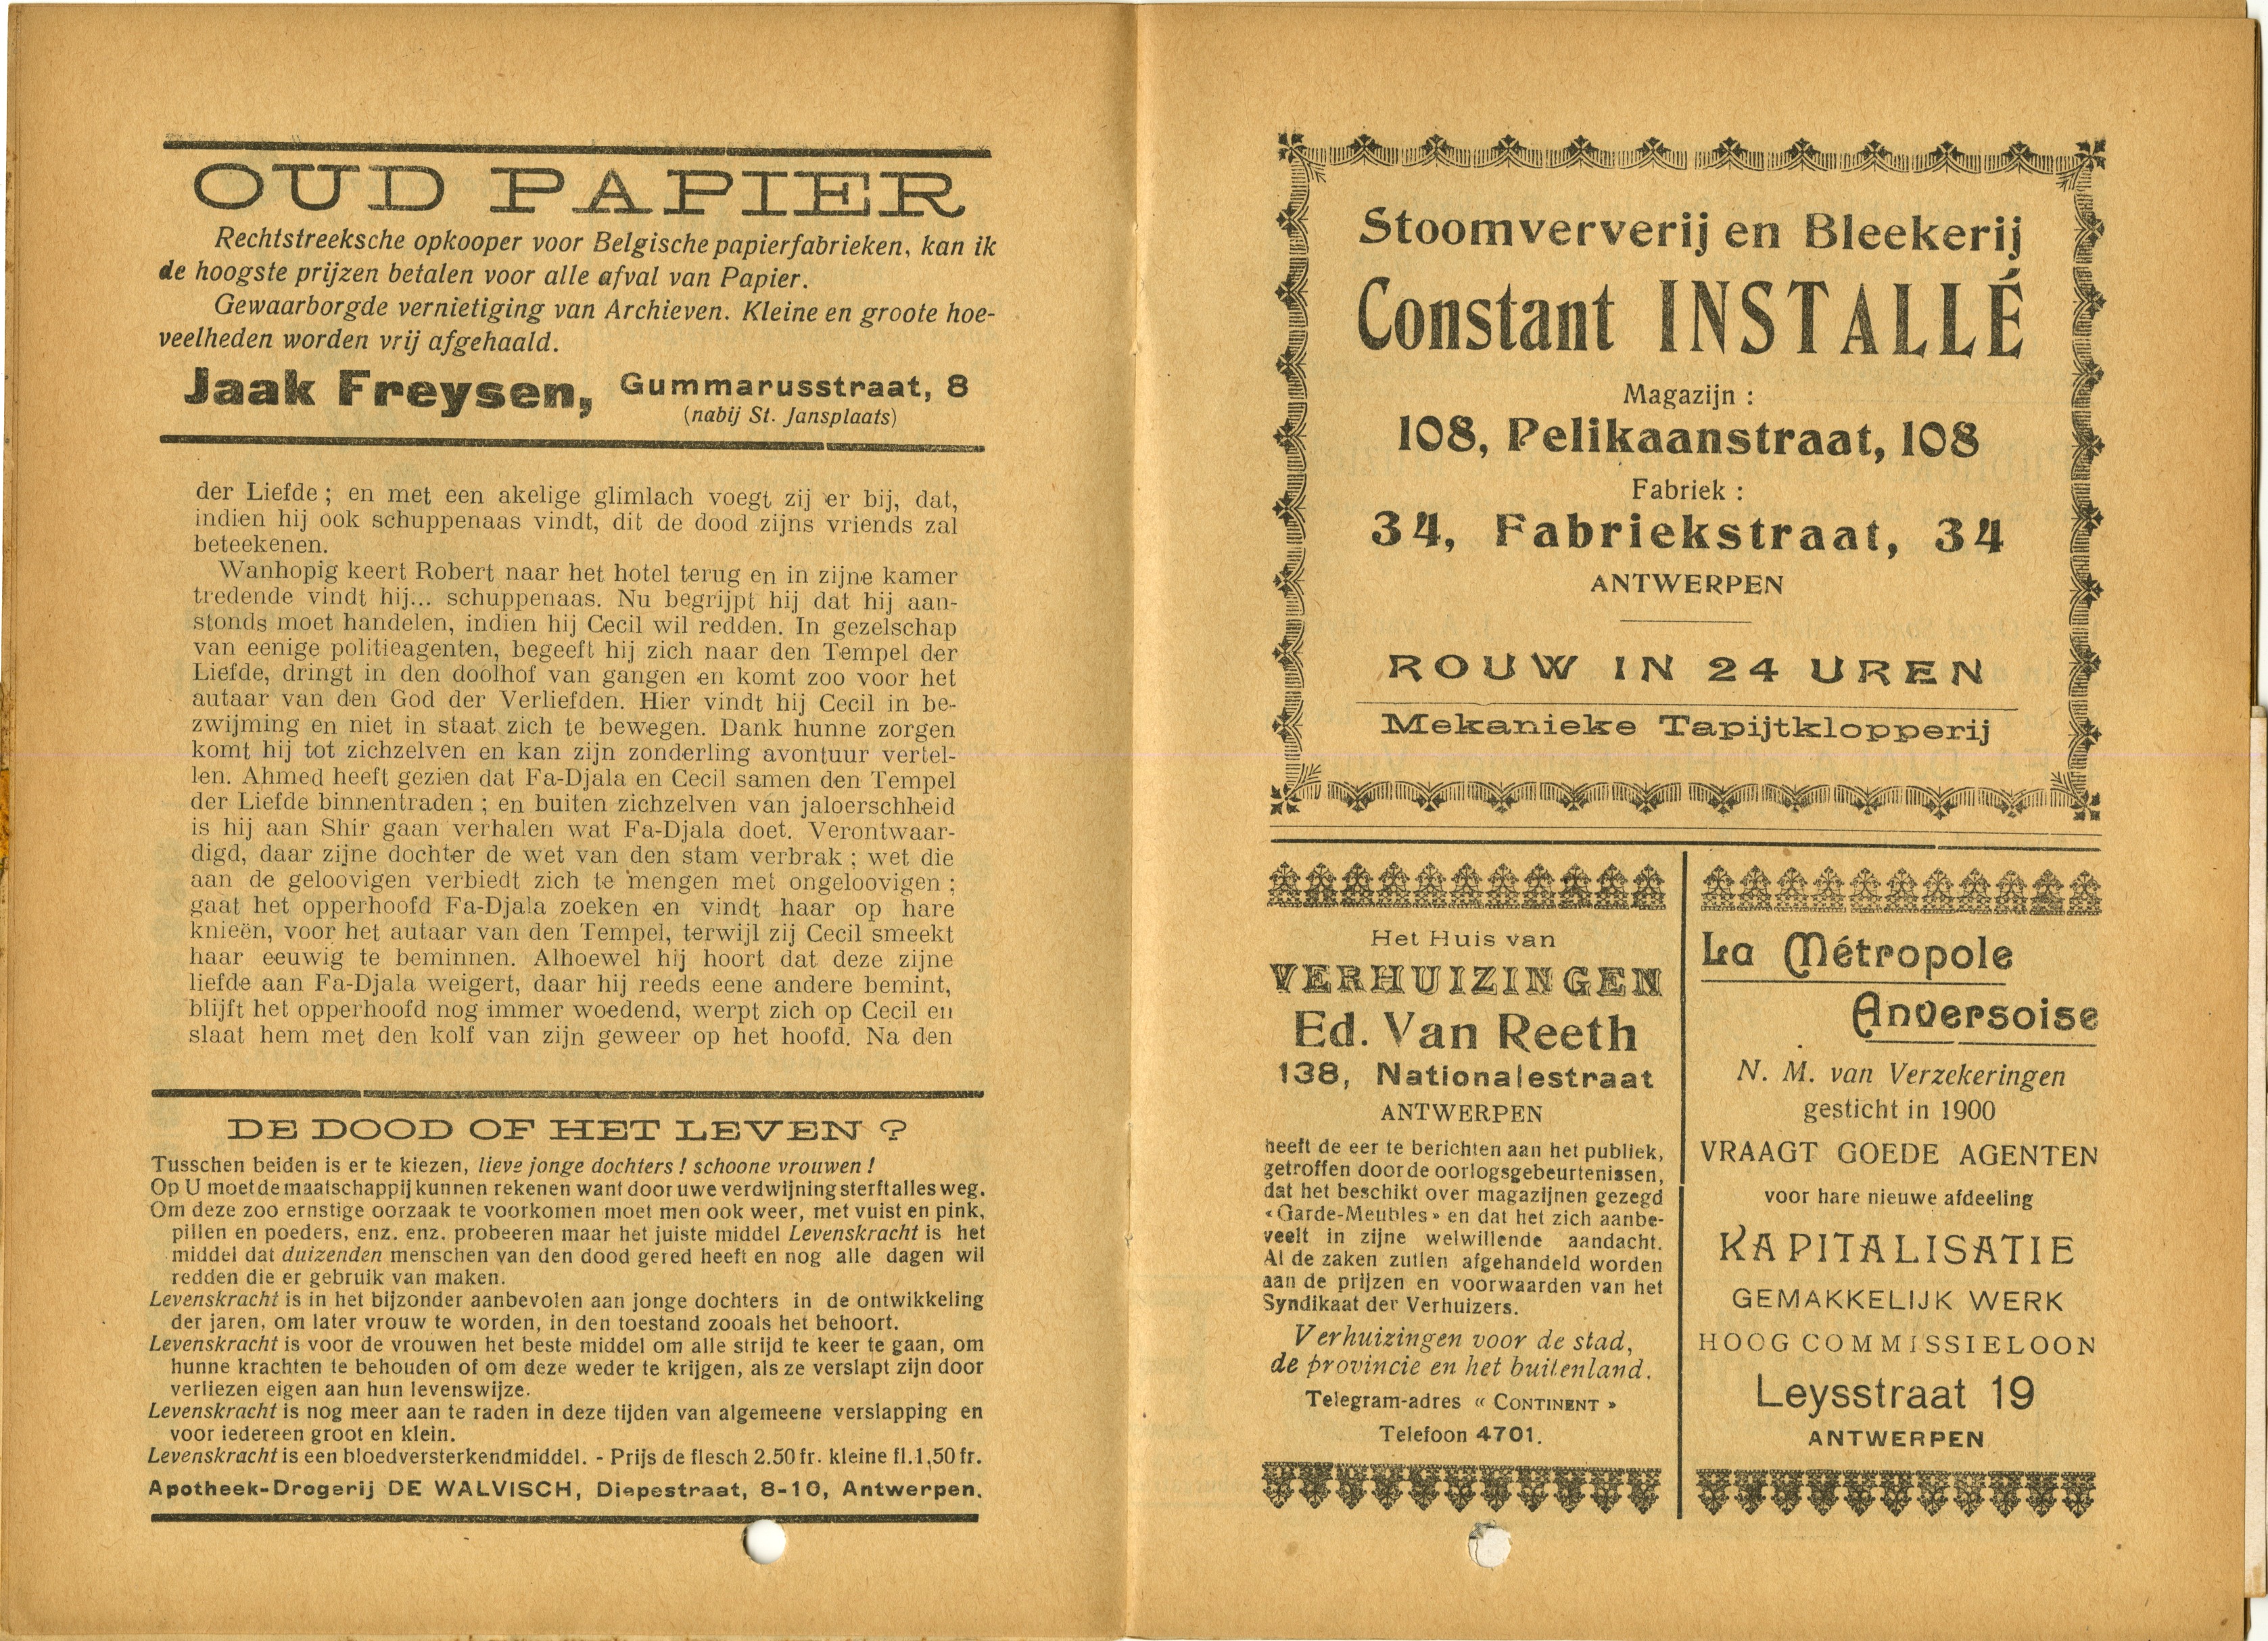 OUD PAPIER
Rechtstreeksche opkooper voor Belgische papierfabrieken, kan ik
de hoogste prijzen betalen voor alle afval van Papier.
Gewaarborgde vernietiging van Archieven. Kleine en groote hoe-
veelheden worden vrij afgehaald.
Jaak Freysen, Gummarusstraat, 8
(nabij St. Jansplaats)
der Liefde ; en met een akelige glimlach voegt zij er bij, dat,
indien hij ook schuppenaas vindt, dit de dood zijns vriends zal
beteekenen.
Wanhopig keert Robert naar het hotel terug en in zijne kamer
tredende vindt hij... schuppenaas. Nu begrijpt hij dat hij aan-
stonds moet handelen, indien hij Cecil wil redden. In gezelschap
van eenige politieagenten, begeeft hij zich naar den Tempel der
Liefde, dringt in den doolhof van gangen en komt zoo voor het
autaar van den God der Verliefden. Hier vindt hij Cecil in be-
zwijming en niet in staat zich te bewegen. Dank hunne zorgen
komt hij tot zichzelven en kan zijn zonderling avontuur vertel-
len. Ahmed heeft gezien dat Fa-Djala en Cecil samen den Tempel
der Liefde binnentraden ; en buiten zichzelven van jaloerschheid
is hij aan Shir gaan verhalen wat Fa-Djala doet. Verontwaar-
digd, daar zijne dochter de wet van den stam verbrak ; wet die
aan de geloovigen verbiedt zich te mengen met ongeloovigen ;
gaat het opperhoofd Fa-Djala zoeken en vindt haar op hare
knieën, voor het autaar van den Tempel, terwijl zij Cecil smeekt
haar eeuwig te beminnen. Alhoewel hij hoort dat deze zijne
liefde aan Fa-Djala weigert, daar hij reeds eene andere bemint,
blijft het opperhoofd nog immer woedend, werpt zich op Cecil en
slaat hem met den kolf van zijn geweer op het hoofd. Na den
DE DOOD OF HET LEVEN ?
Tusschen beiden is er te kiezen, lieve jonge dochters ! schoone vrouwen !
Op U moet de maatschappij kunnen rekenen want door uwe verdwijning sterft alles weg.
Om deze zoo ernstige oorzaak te voorkomen moet men ook weer, met vuist en pink,
pillen en poeders, enz. enz. probeeren maar het juiste middel Levenskracht is het
middel dat duizenden menschen van den dood gered heeft en nog alle dagen wil
redden die er gebruik van maken.
Levenskracht is in het bijzonder aanbevolen aan jonge dochters in de ontwikkeling
der jaren, om later vrouw te worden, in den toestand zooals het behoort.
Levenskracht is voor de vrouwen het beste middel om alle strijd te keer te gaan, om
hunne krachten te behouden of om deze weder te krijgen, als ze verslapt zijn door
verliezen eigen aan hun levenswijze.
Levenskracht is nog meer aan te raden in deze tijden van algemeene verslapping en
voor iedereen groot en klein.
Levenskracht is een bloedversterkendmiddel. - Prijs de flesch 2.50 fr. kleine fl. 1,50 fr.
Apotheek-Drogerij DE WALVISCH, Diepestraat, 8-10, Antwerpen.
Stoomververij en Bleekerij
Constant INSTALLÉ
Magazijn :
108, Pelikaanstraat, 108
Fabriek :
34, Fabriekstraat, 34
ANTWERPEN
ROUW IN 24 UREN
Mekanieke Tapijtklopperij
Het Huis van
VERHUIZINGEN
Ed. Van Reeth
138, Nationalestraat
ANTWERPEN
heeft de eer te berichten aan het publiek,
getroffen door de oorlogsgebeurtenissen,
dat het beschikt over magazijnen gezegd
« Garde-Meubles » en dat het zich aanbe-
veelt in zijne welwillende aandacht.
Al de zaken zullen afgehandeld worden
aan de prijzen en voorwaarden van het
Syndikaat der Verhuizers.
Verhuizingen voor de stad,
de provincie en het buitenland.
Telegram-adres « CONTINENT »
Telefoon 4701.
La Métropole
Anversoise
N. M. van Verzekeringen
gesticht in 1900
VRAAGT GOEDE AGENTEN
voor hare nieuwe afdeeling
KAPITALISATIE
GEMAKKELIJK WERK
HOOG COMMISSIELOON
Leysstraat 19
ANTWERPEN